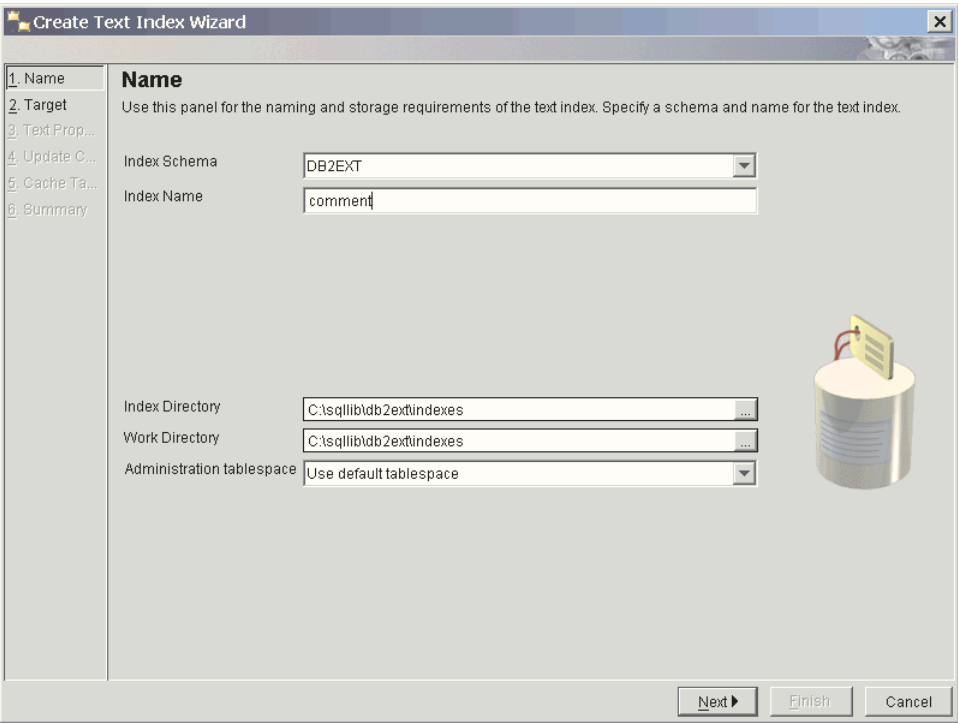 Create Text Index Wizard
1. Name
2. Target
3. Text Prop...
4. Update C...
5. Cache Ta...
6. Summary
Name
Use this panel for the naming and storage requirements of the text index. Specify a schema and name for the text index.
Index Schema
DB2EXT
Index Name
comment
Index Directory
C:\sqllib\db2ext\indexes
...
Work Directory
C:\sqllib\db2ext\indexes
...
Administration tablespace
Use default tablespace
Next
Finish
Cancel